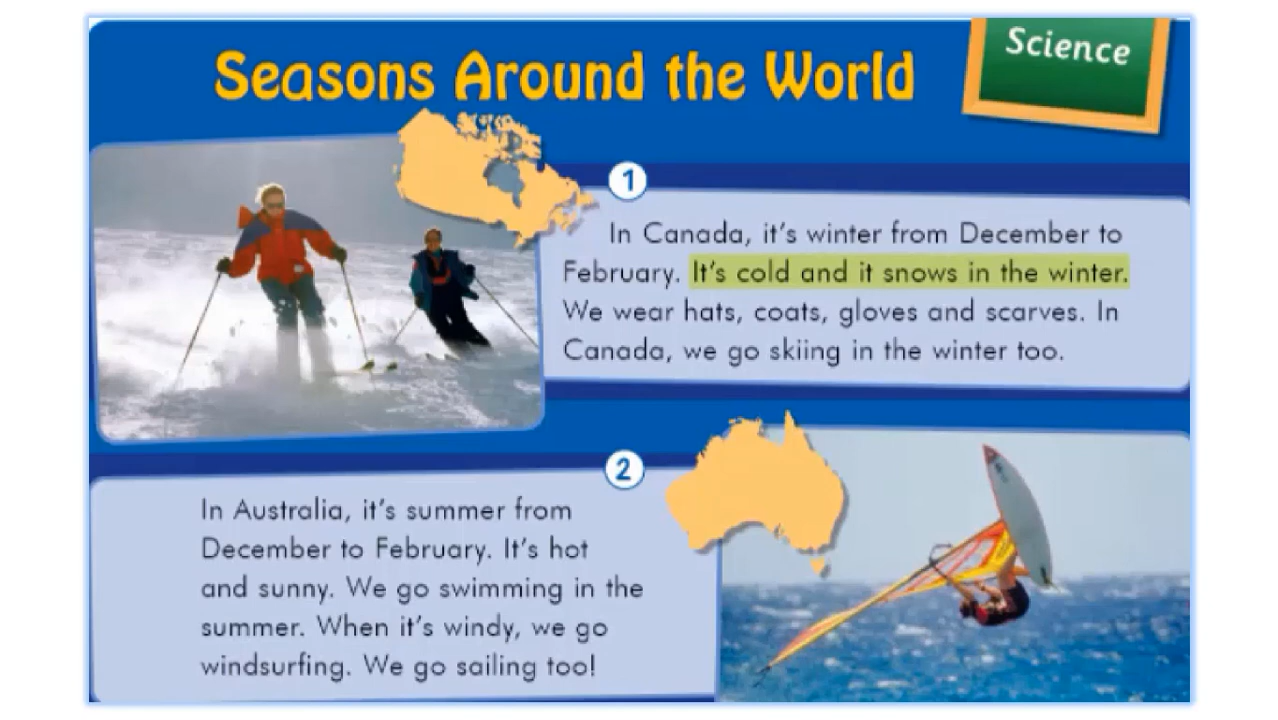 Seasons Around the World
Science
1
In Canada, it's winter from December to
February. It's cold and it snows in the winter.
We wear hats, coats, gloves and scarves. In
Canada, we go skiing in the winter too.
2
In Australia, it's summer from
December to February. It's hot
and sunny. We go swimming in the
summer. When it's windy, we go
windsurfing. We go sailing too!